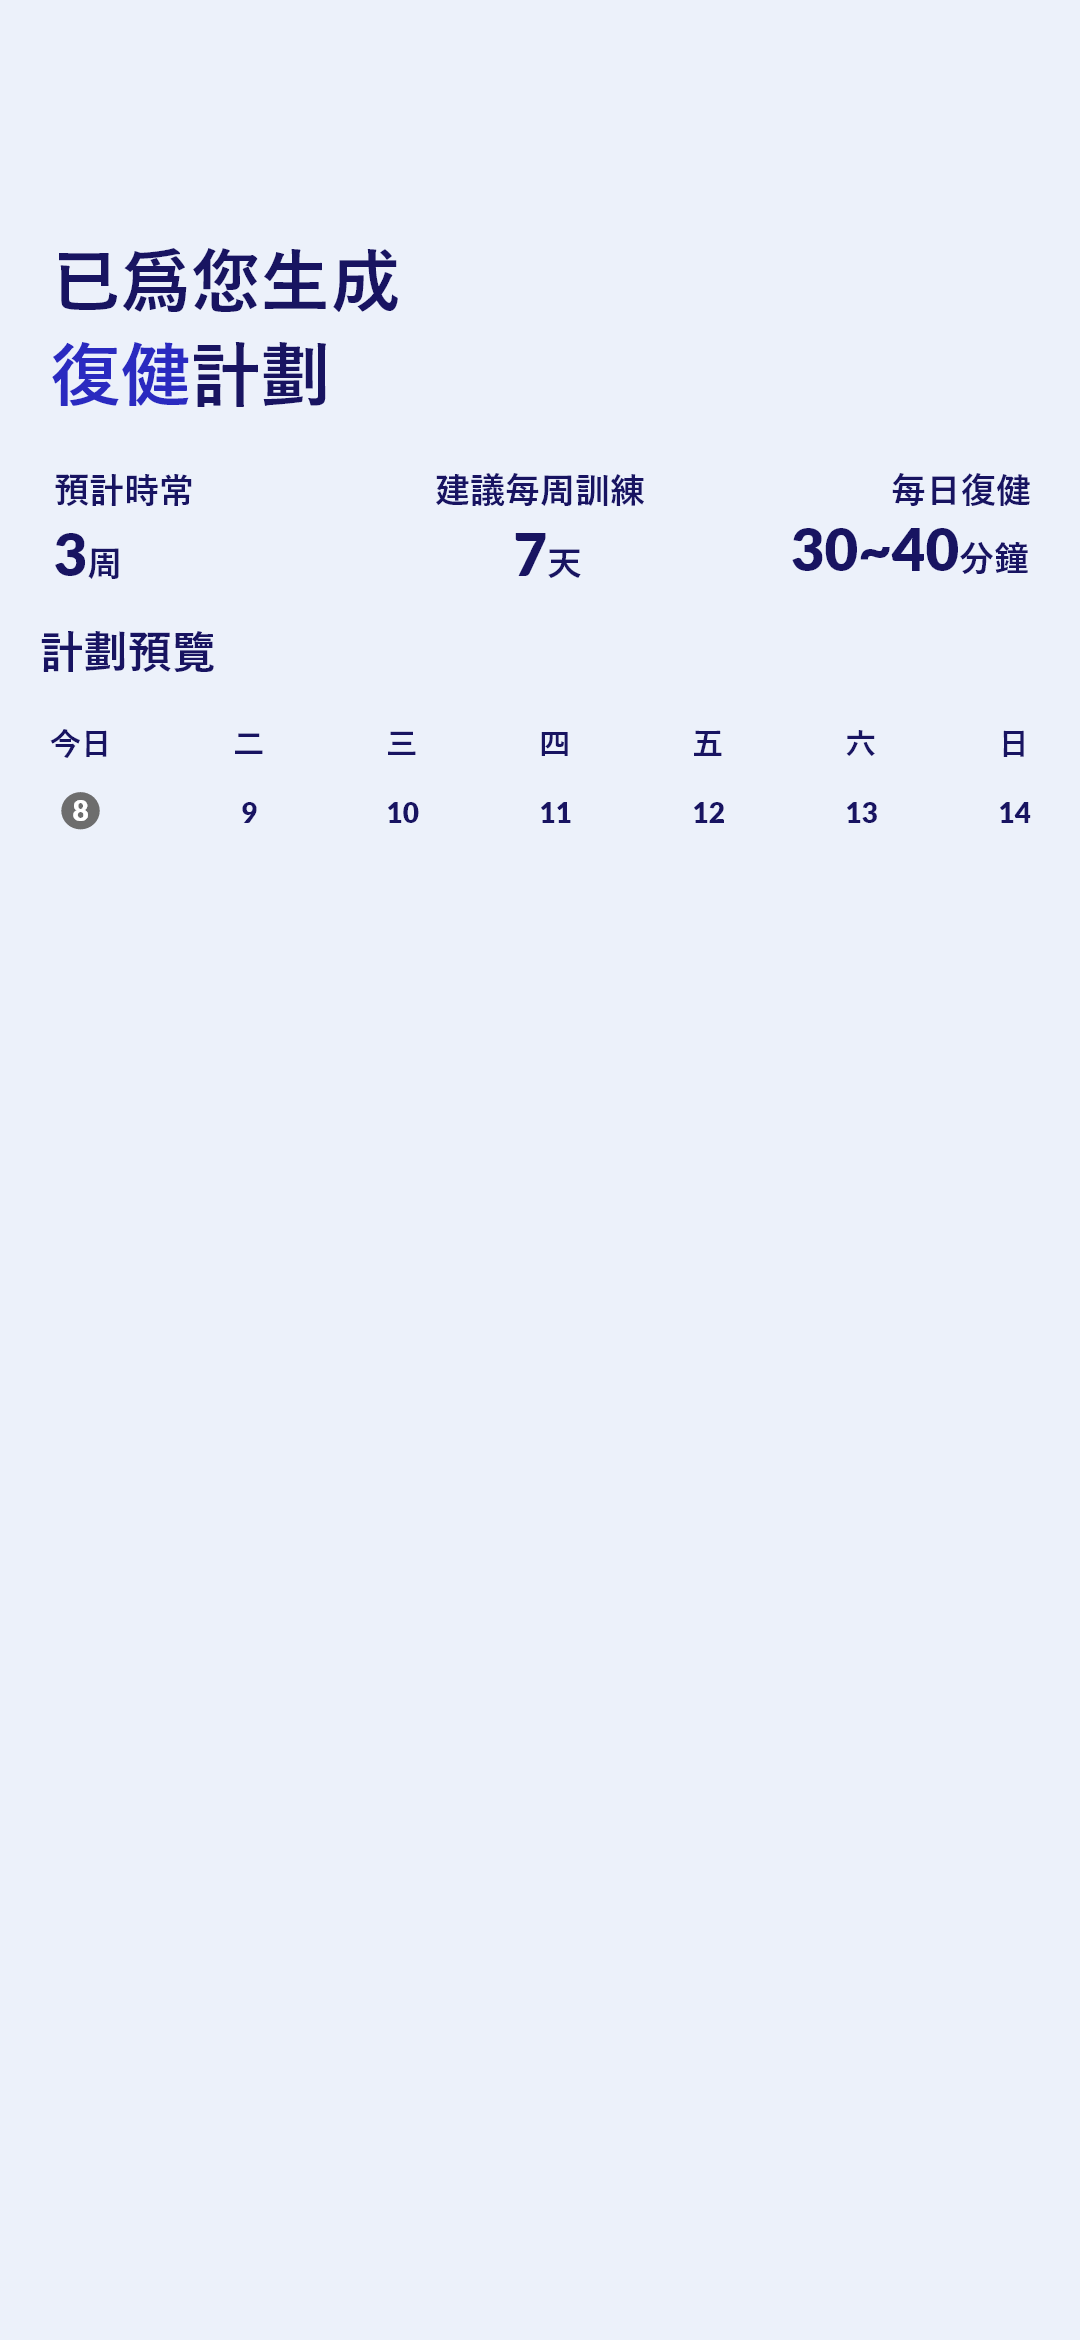 已爲您生成
復健計劃
預計時常 建議每周訓練 每日復健
3周 7天 30~40分鐘
計劃預覽
今日 二 三 四 五 六 日
8 9 10 11 12 13 14